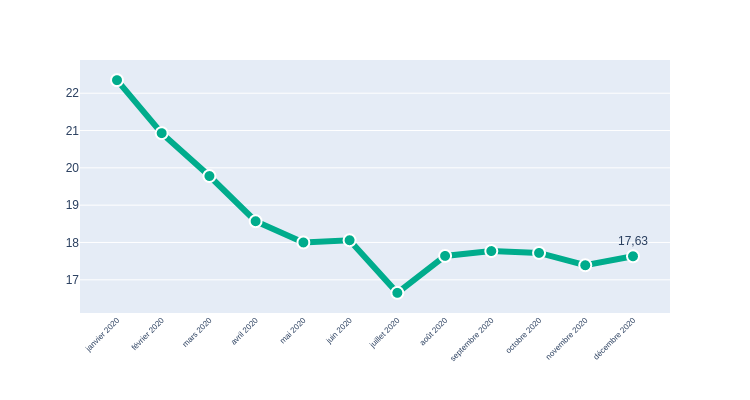 22
21
20
19
18
17
17,63
janvier 2020
février 2020
mars 2020
avril 2020
mai 2020
juin 2020
juillet 2020
août 2020
septembre 2020
octobre 2020
novembre 2020
décembre 2020